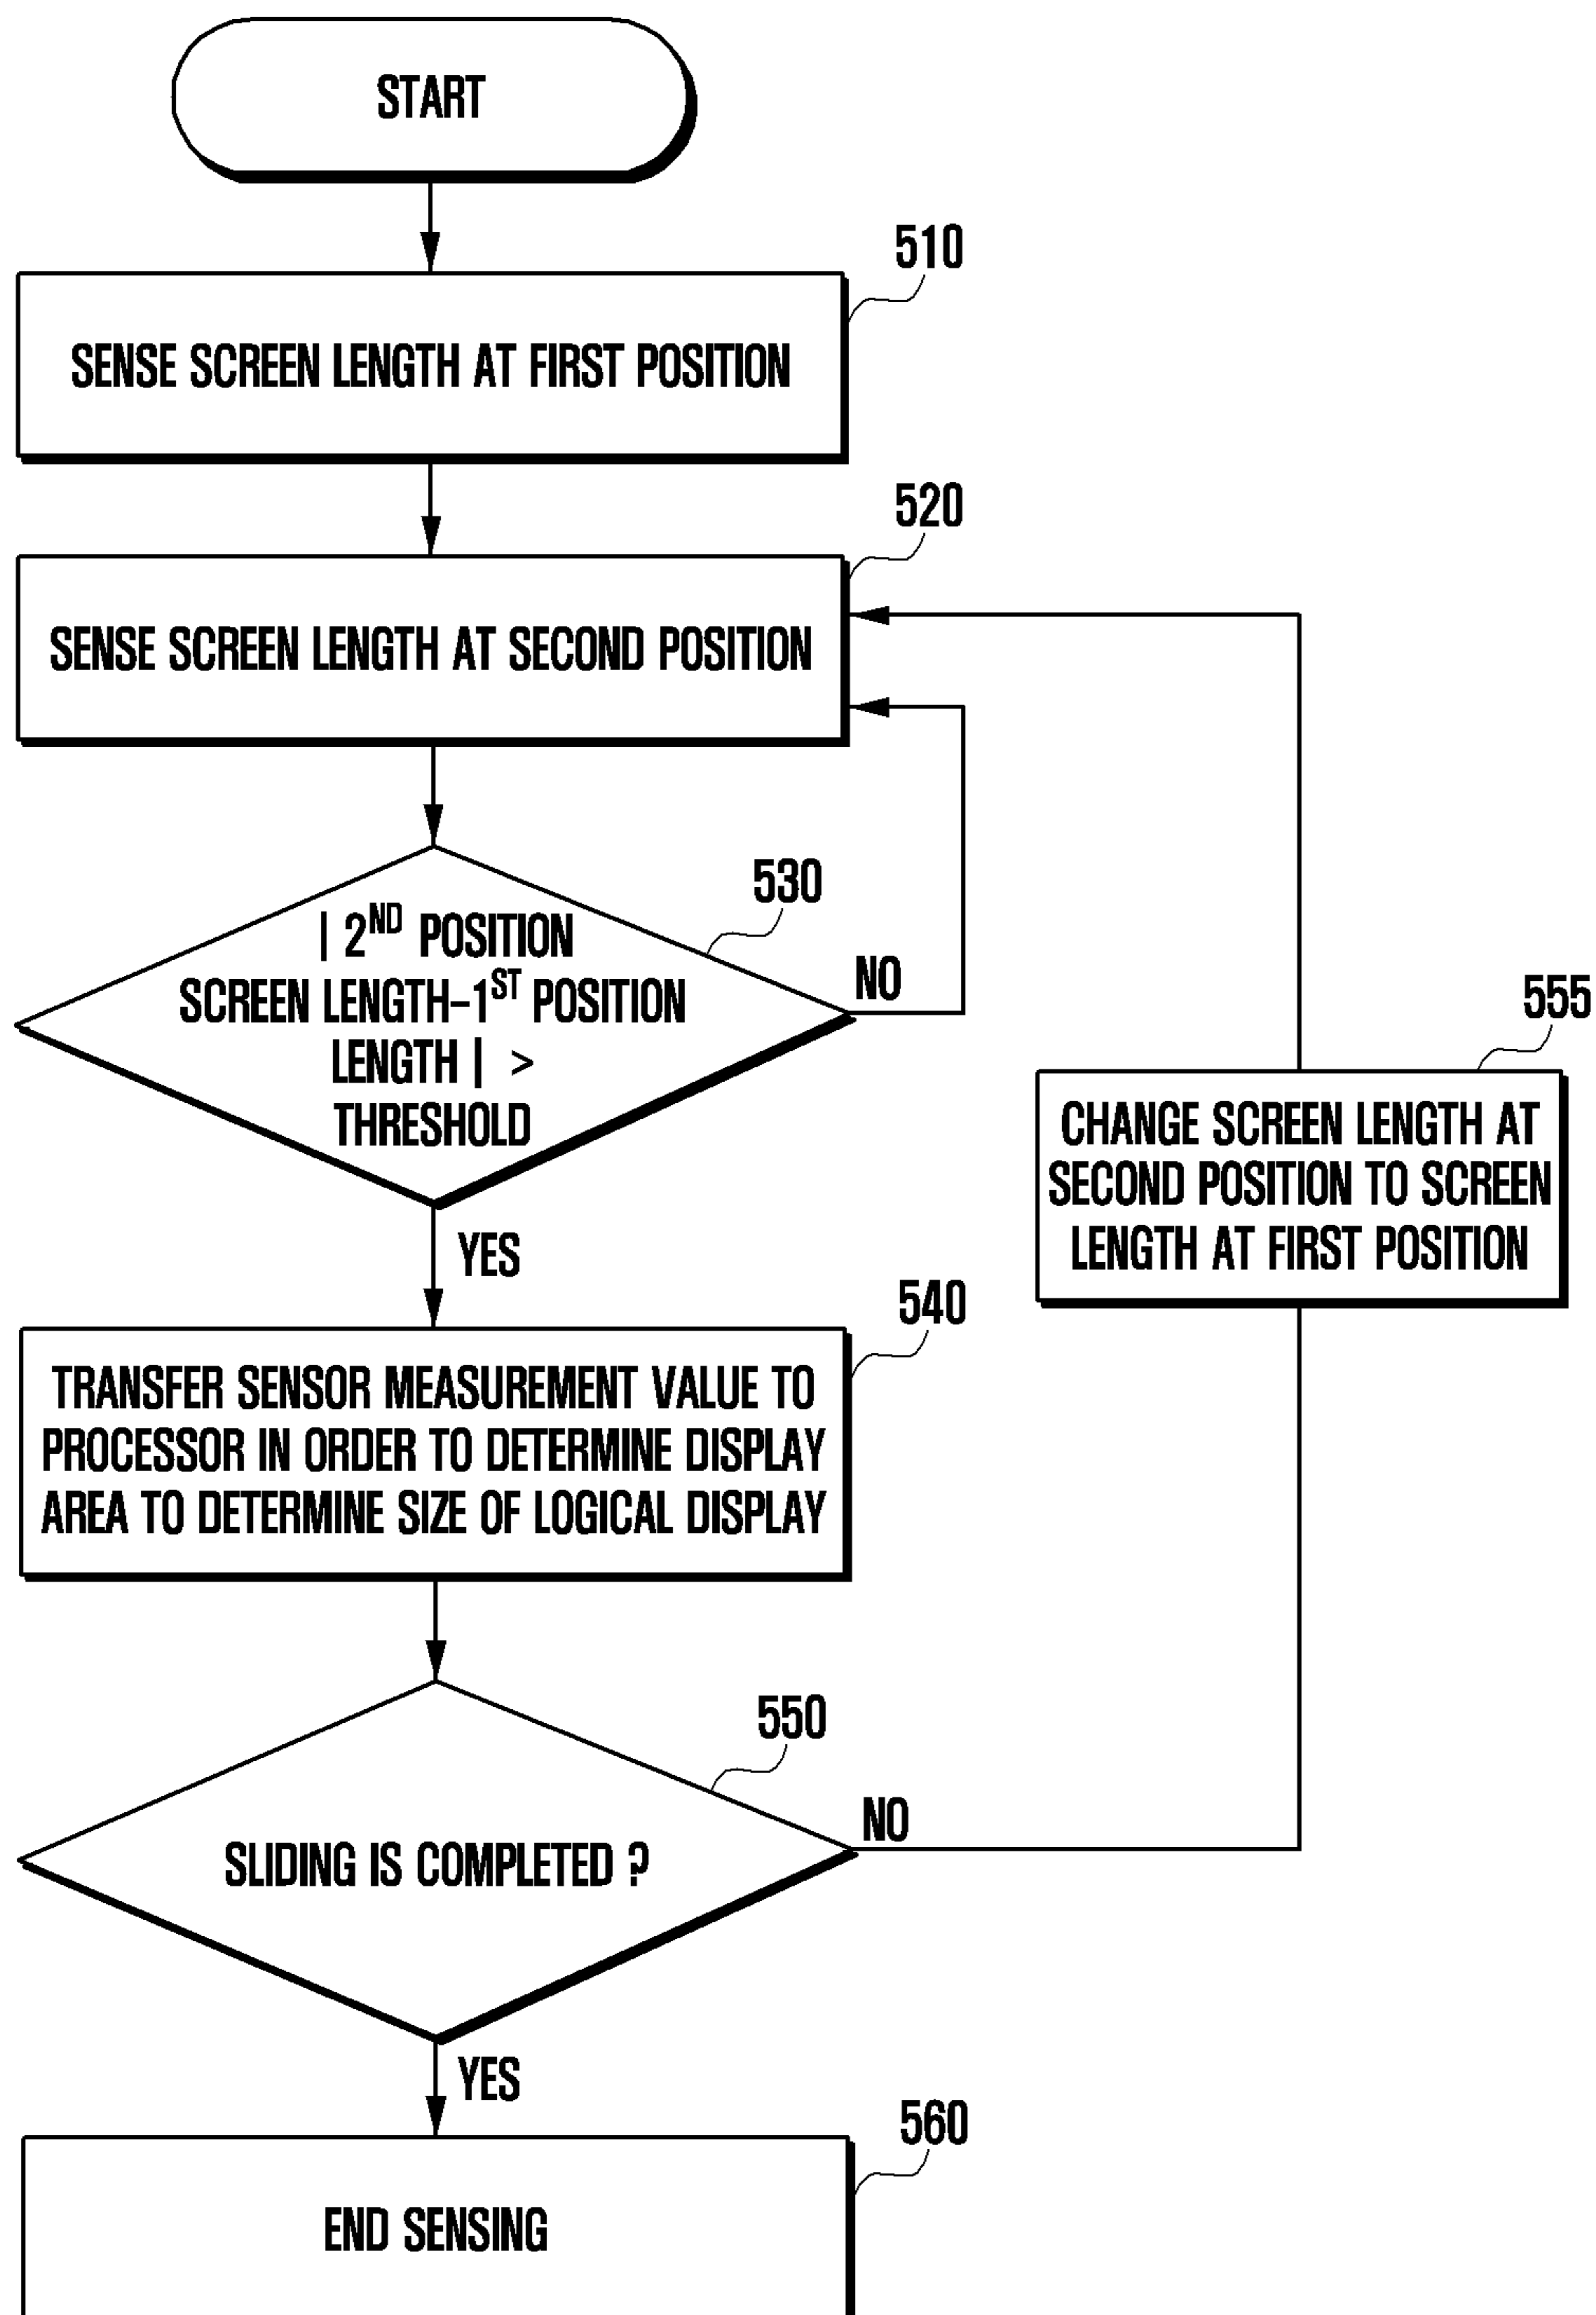 START
510
SENSE SCREEN LENGTH AT FIRST POSITION
520
SENSE SCREEN LENGTH AT SECOND POSITION
530
| 2ND POSITION
SCREEN LENGTH-1ST POSITION
LENGTH | >
THRESHOLD
NO
YES
555
CHANGE SCREEN LENGTH AT
SECOND POSITION TO SCREEN
LENGTH AT FIRST POSITION
540
TRANSFER SENSOR MEASUREMENT VALUE TO
PROCESSOR IN ORDER TO DETERMINE DISPLAY
AREA TO DETERMINE SIZE OF LOGICAL DISPLAY
550
SLIDING IS COMPLETED ?
NO
YES
560
END SENSING